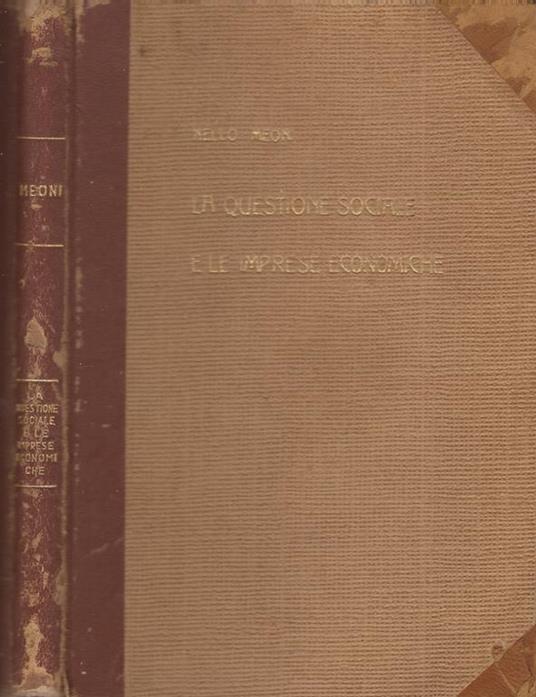 MEONI
LA
QUESTIONE
SOCIALE
E LE
IMPRESE
ECONOMI
CHE
NELLO MEONI
LA QUESTIONE SOCIALE
E LE IMPRESE ECONOMICHE